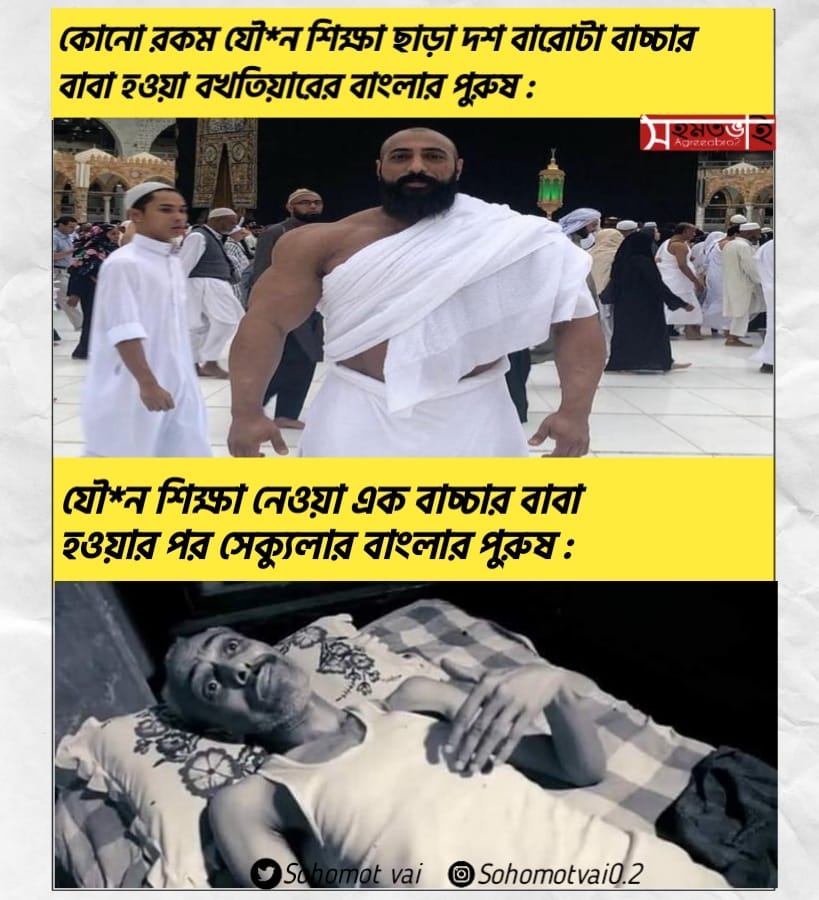 কোনো রকম যৌ*ন শিক্ষা ছাড়া দশ বারোটা বাচ্চার
বাবা হওয়া বখতিয়ারের বাংলার পুরুষ :
সহমতভাই
Agreeabro?
যৌ*ন শিক্ষা নেওয়া এক বাচ্চার বাবা
হওয়ার পর সেক্যুলার বাংলার পুরুষ :
Sohomot vai Sohomotvai0.2